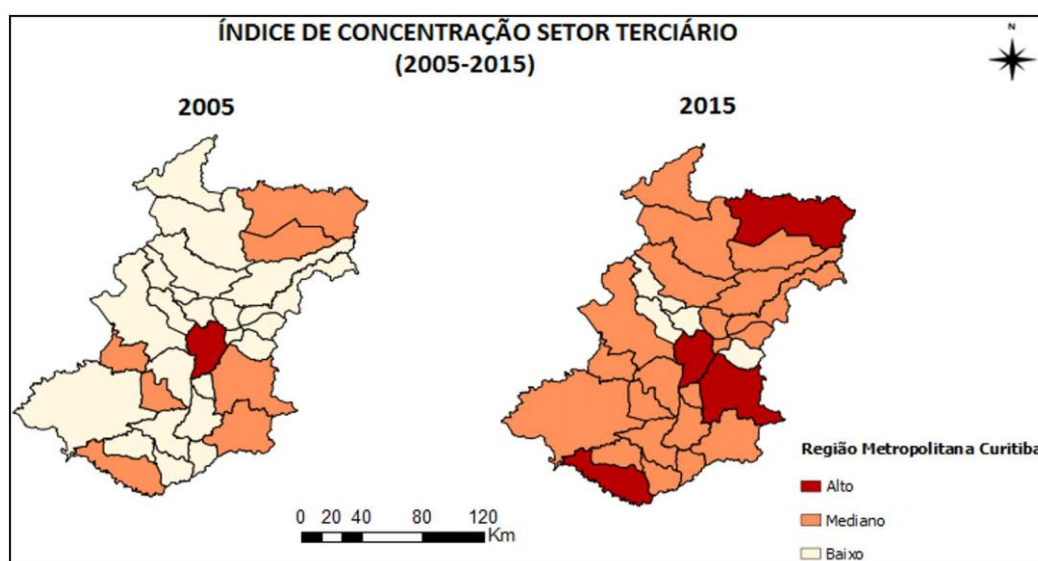 ÍNDICE DE CONCENTRAÇÃO SETOR TERCIÁRIO
(2005-2015)
N
2005
2015
Região Metropolitana Curitiba
Alto
Mediano
Baixo
0 20 40 80 120
Km